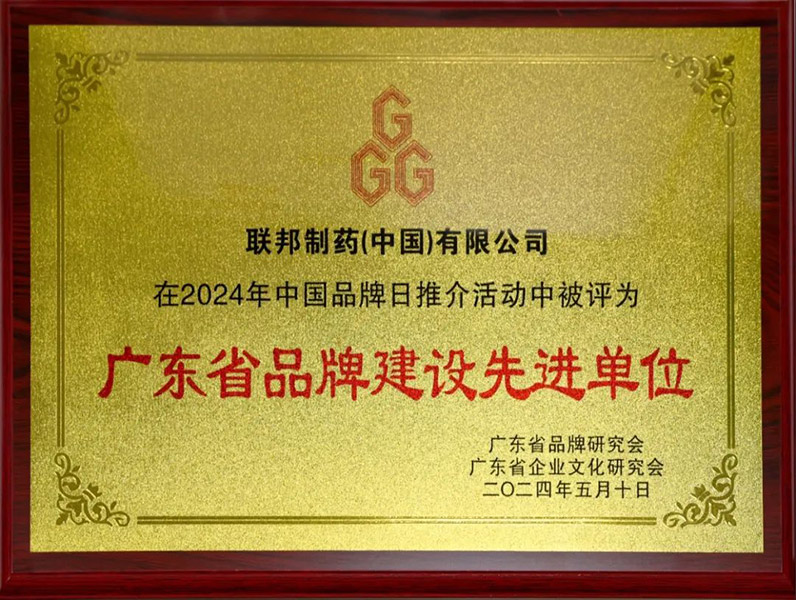 G
GG
联邦制药(中国)有限公司
在2024年中国品牌日推介活动中被评为
广东省品牌建设先进单位
广东省品牌研究会
广东省企业文化研究会
二〇二四年五月十日